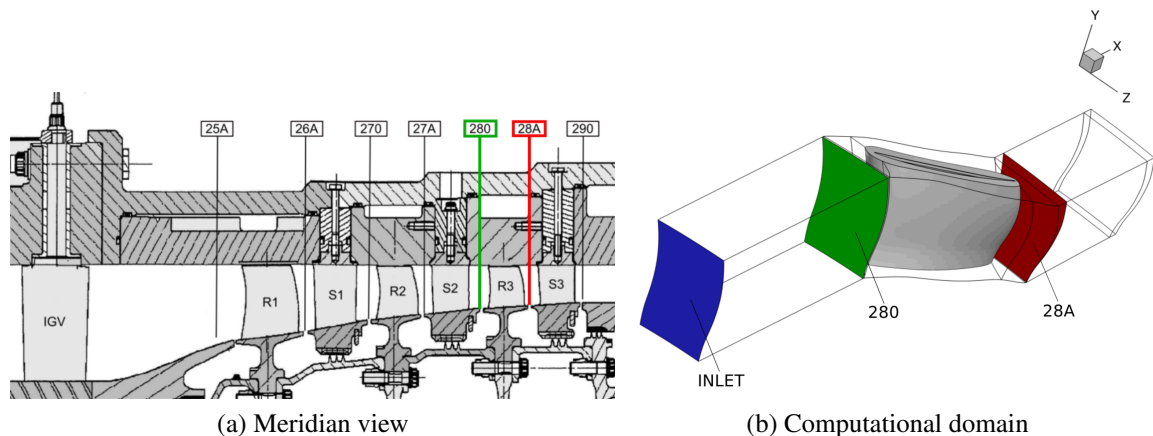 25A
26A
270
27A
280
28A
290
IGV
R1
S1
R2
S2
R3
S3
(a) Meridian view
Y
X
Z
280
28A
INLET
(b) Computational domain